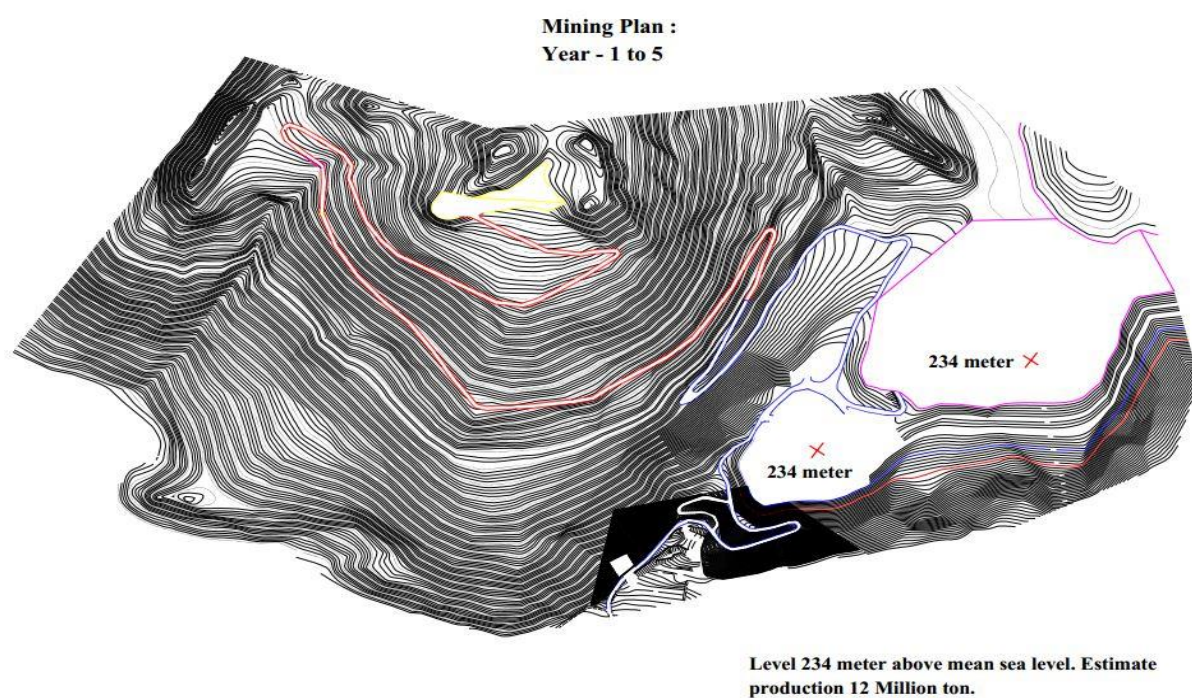 Mining Plan :
Year - 1 to 5
234 meter
234 meter
Level 234 meter above mean sea level. Estimate
production 12 Million ton.